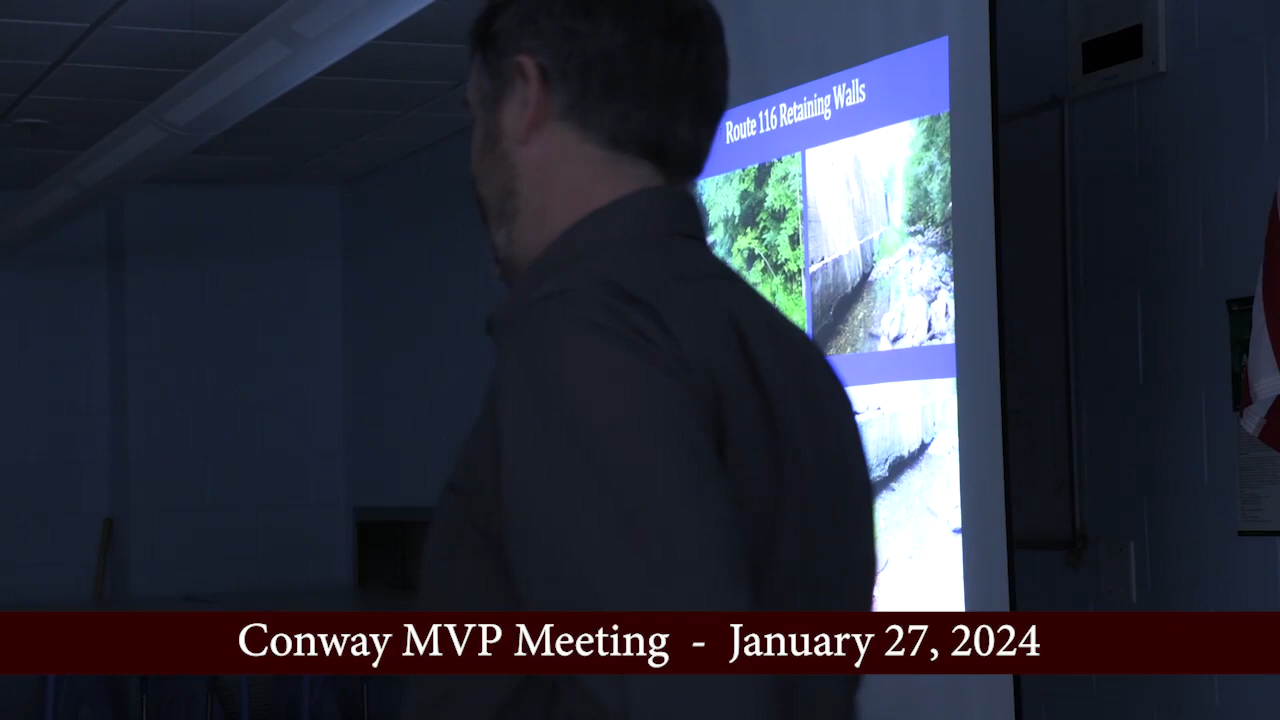 Route 116 Retaining Walls
Conway MVP Meeting - January 27, 2024